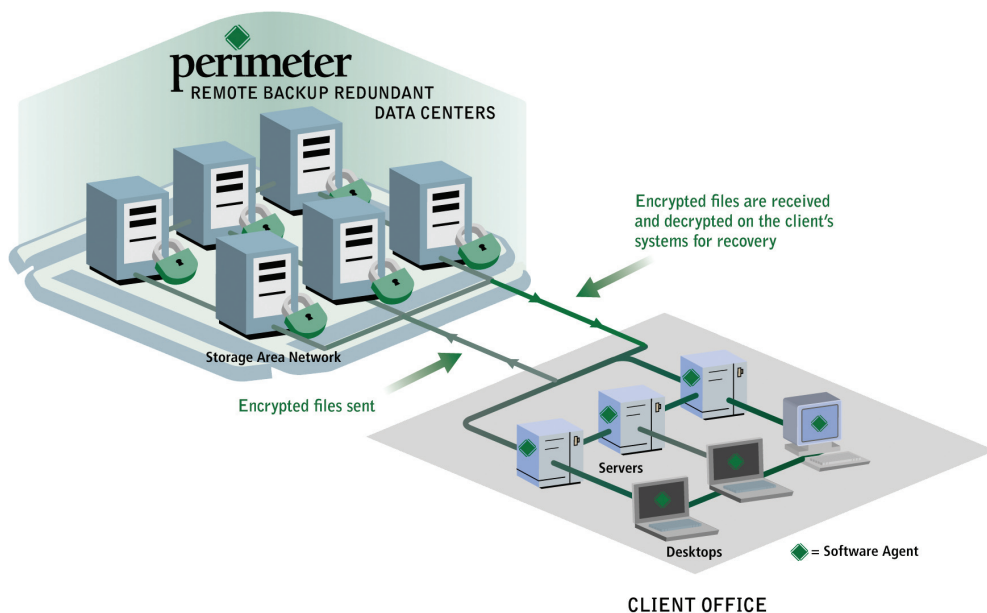 perimeter
REMOTE BACKUP REDUNDANT
DATA CENTERS
Encrypted files are received
and decrypted on the client's
systems for recovery
Storage Area Network
Encrypted files sent
Servers
Desktops
= Software Agent
CLIENT OFFICE